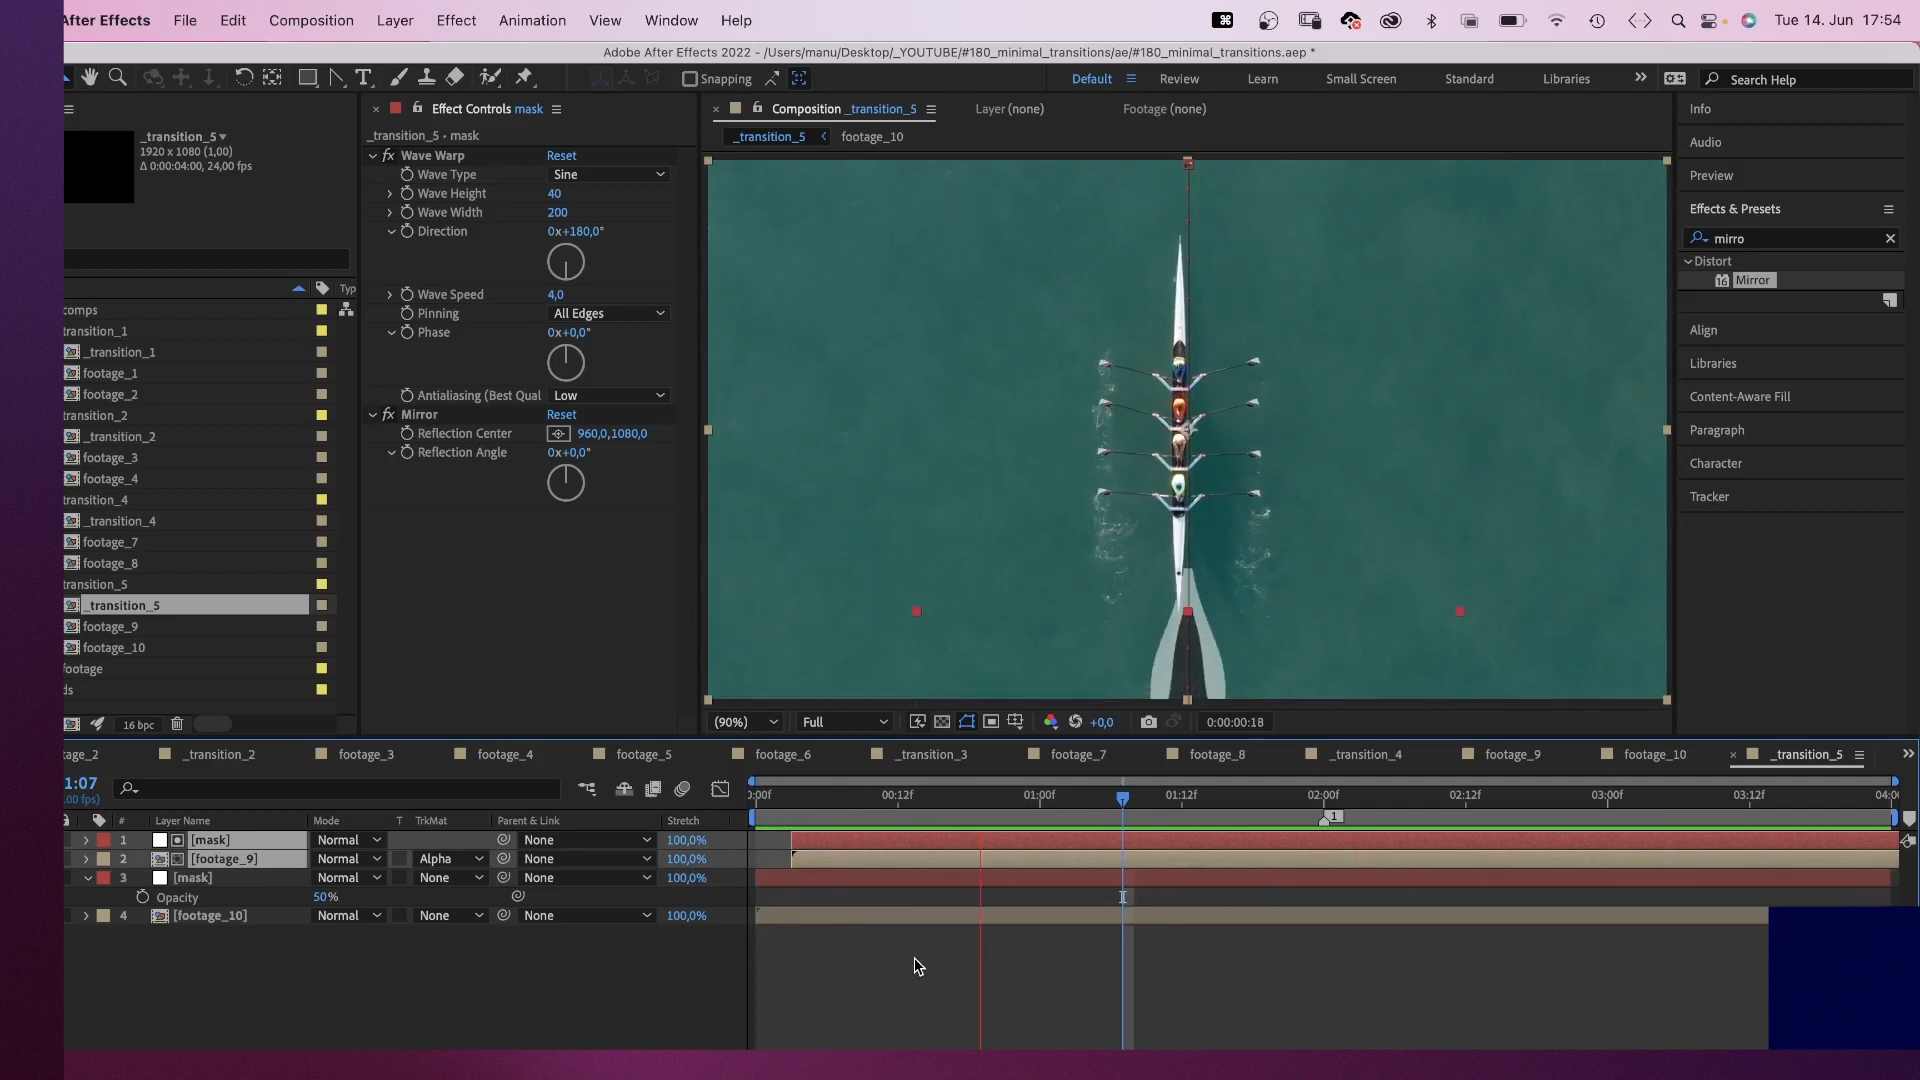 After Effects File Edit Composition Layer Effect Animation View Window Help Tue 14. Jun 17:54
Adobe After Effects 2022 - /Users/manu/Desktop/_YOUTUBE/#180_minimal_transitions/ae/#180_minimal_transitions.aep *
Snapping Default Review Learn Small Screen Standard Libraries Search Help
Effect Controls mask Composition _transition_5 Layer (none) Footage (none) Info
_transition_5 • mask _transition_5 footage_10
_transition_5
1920 x 1080 (1,00)
Δ 0:00:04:00, 24,00 fps
Typ
comps
transition_1
_transition_1
footage_1
footage_2
transition_2
_transition_2
footage_3
footage_4
transition_4
_transition_4
footage_7
footage_8
transition_5
_transition_5
footage_9
footage_10
footage
ds
16 bpc
fx Wave Warp Reset
Wave Type Sine
Wave Height 40
Wave Width 200
Direction 0x+180,0°
Wave Speed 4,0
Pinning All Edges
Phase 0x+0,0°
Antialiasing (Best Qual Low
fx Mirror Reset
Reflection Center 960,0,1080,0
Reflection Angle 0x+0,0°
(90%) Full +0,0 0:00:00:18
Audio
Preview
Effects & Presets
mirro
Distort
16 Mirror
Align
Libraries
Content-Aware Fill
Paragraph
Character
Tracker
tage_2 _transition_2 footage_3 footage_4 footage_5 footage_6 _transition_3 footage_7 footage_8 _transition_4 footage_9 footage_10 _transition_5
1:07
.00 fps)
:00f 00:12f 01:00f 01:12f 02:00f 02:12f 03:00f 03:12f 04:0
1
# Layer Name Mode T TrkMat Parent & Link Stretch
1 [mask] Normal None 100,0%
2 [footage_9] Normal Alpha None 100,0%
3 [mask] Normal None None 100,0%
Opacity 50%
4 [footage_10] Normal None None 100,0%